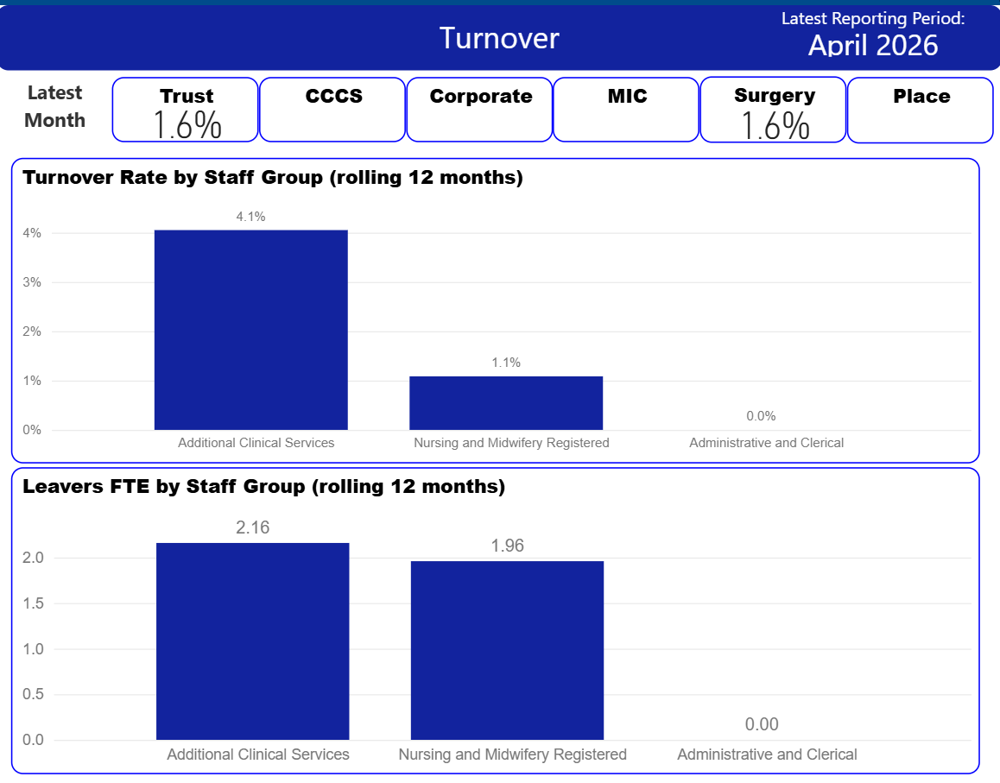 Turnover
Latest Reporting Period:
April 2026
Latest
Month
Trust
1.6%
CCCS
Corporate
MIC
Surgery
1.6%
Place
Turnover Rate by Staff Group (rolling 12 months)
4%
3%
2%
1%
0%
4.1%
1.1%
0.0%
Additional Clinical Services
Nursing and Midwifery Registered
Administrative and Clerical
Leavers FTE by Staff Group (rolling 12 months)
2.0
1.5
1.0
0.5
0.0
2.16
1.96
0.00
Additional Clinical Services
Nursing and Midwifery Registered
Administrative and Clerical